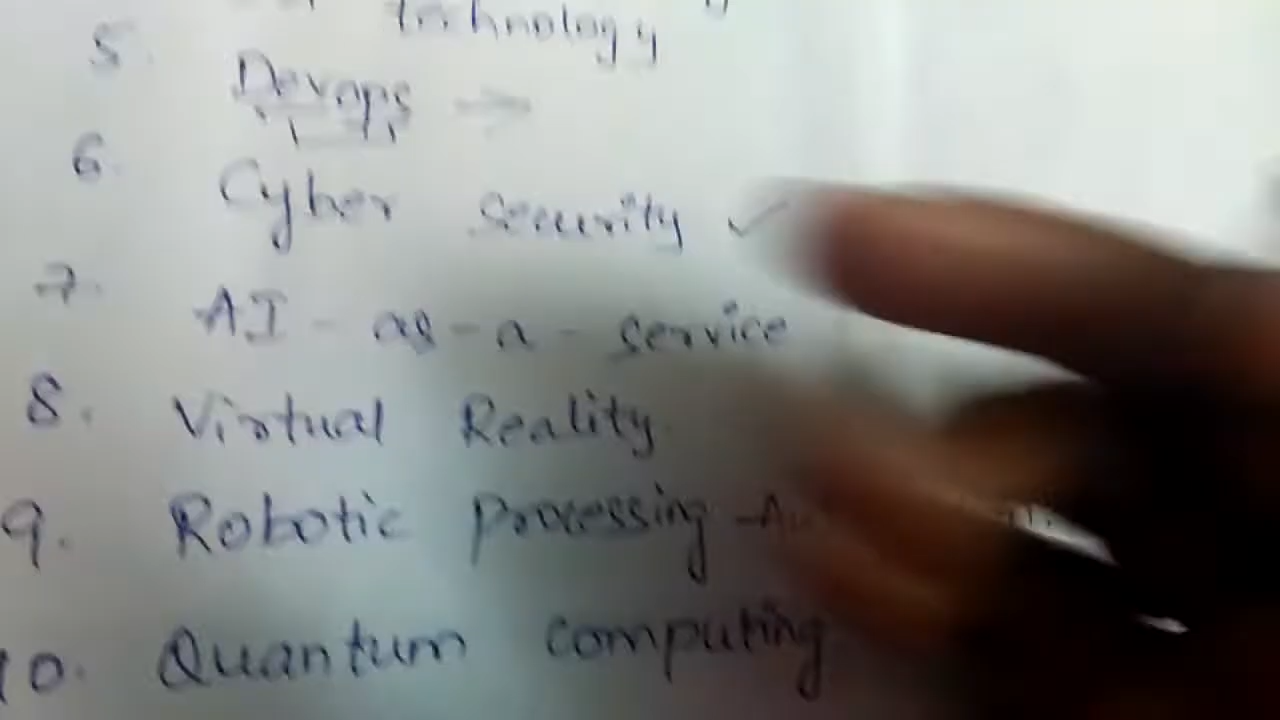 technology
5. Devops →
6. Cyber Security ✓
7. AI-as-a-service
8. Virtual Reality
9. Robotic Processing
10. Quantum computing